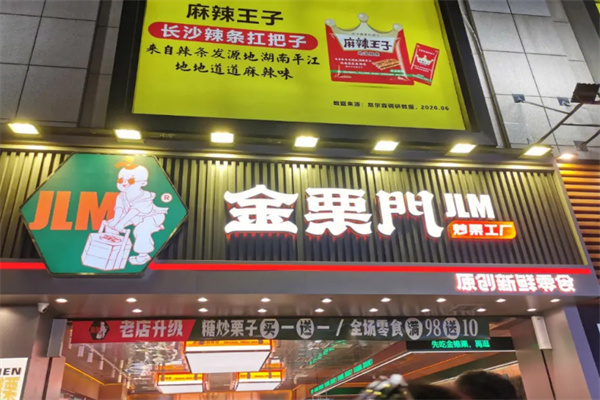 麻辣王子
长沙辣条扛把子
来自辣条发源地湖南平江
地地道道麻辣味
麻辣王子
JLM
®
金栗門
JLM
炒栗工厂
原创新鲜零食
JLM
老店升级
糖炒栗子买一送一/全场零食满98送10